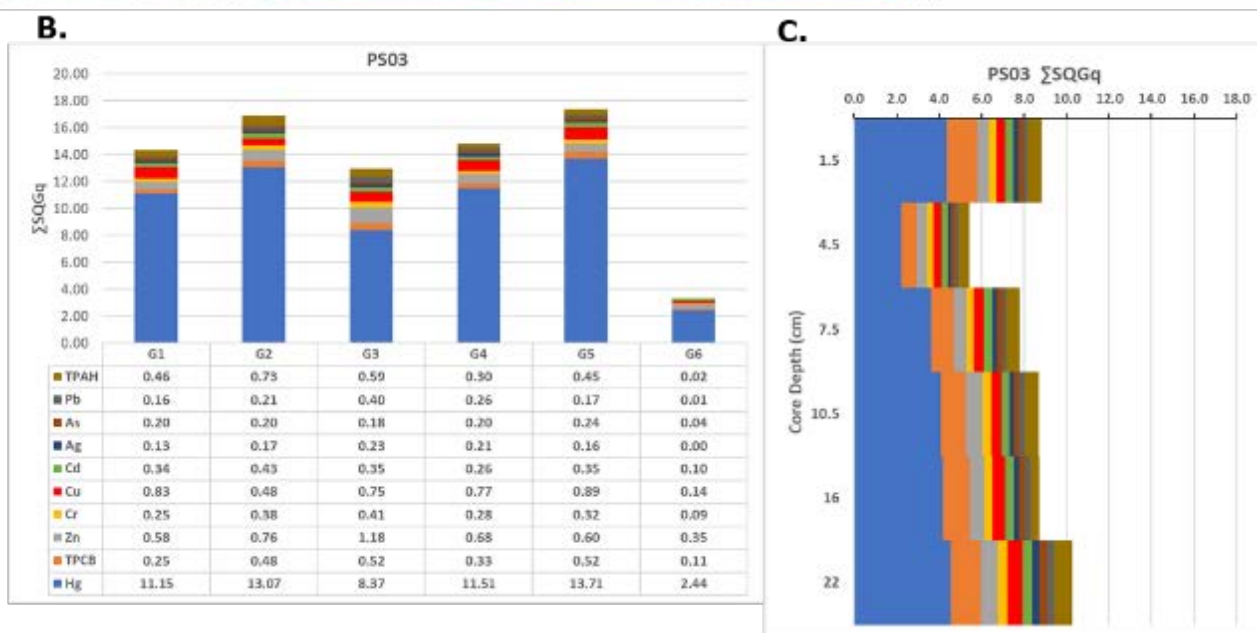 B.
PS03
∑SQGq
20.00
18.00
16.00
14.00
12.00
10.00
8.00
6.00
4.00
2.00
0.00
G1 G2 G3 G4 G5 G6
TPAH 0.46 0.73 0.59 0.30 0.45 0.02
Pb 0.16 0.21 0.40 0.26 0.17 0.01
As 0.20 0.20 0.18 0.20 0.24 0.04
Ag 0.13 0.17 0.23 0.21 0.16 0.00
Cd 0.34 0.43 0.35 0.26 0.35 0.10
Cu 0.83 0.48 0.75 0.77 0.89 0.14
Cr 0.25 0.38 0.41 0.28 0.32 0.09
Zn 0.58 0.76 1.18 0.68 0.60 0.35
TPCB 0.25 0.48 0.52 0.33 0.52 0.11
Hg 11.15 13.07 8.37 11.51 13.71 2.44
C.
PS03 ∑SQGq
0.0 2.0 4.0 6.0 8.0 10.0 12.0 14.0 16.0 18.0
Core Depth (cm)
1.5
4.5
7.5
10.5
16
22